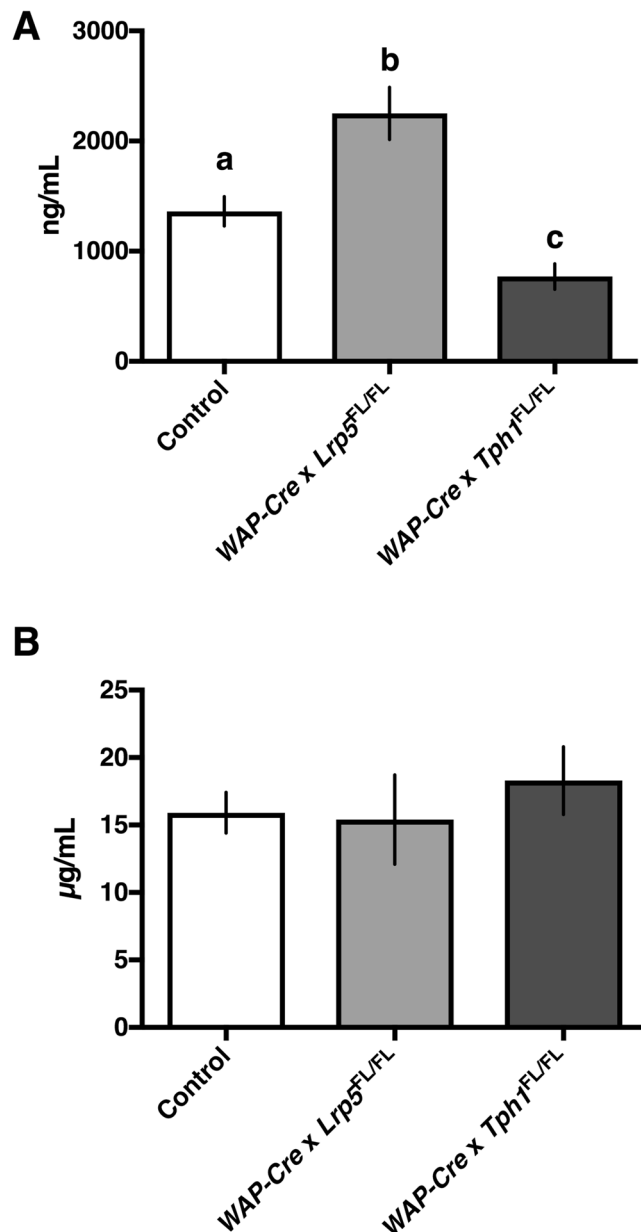 A
3000
b
2000
a
ng/mL
1000
c
0
Control
WAP-Cre x Lrp5FL/FL
WAP-Cre x Tph1FL/FL
B
25
20
15
µg/mL
10
5
0
Control
WAP-Cre x Lrp5FL/FL
WAP-Cre x Tph1FL/FL